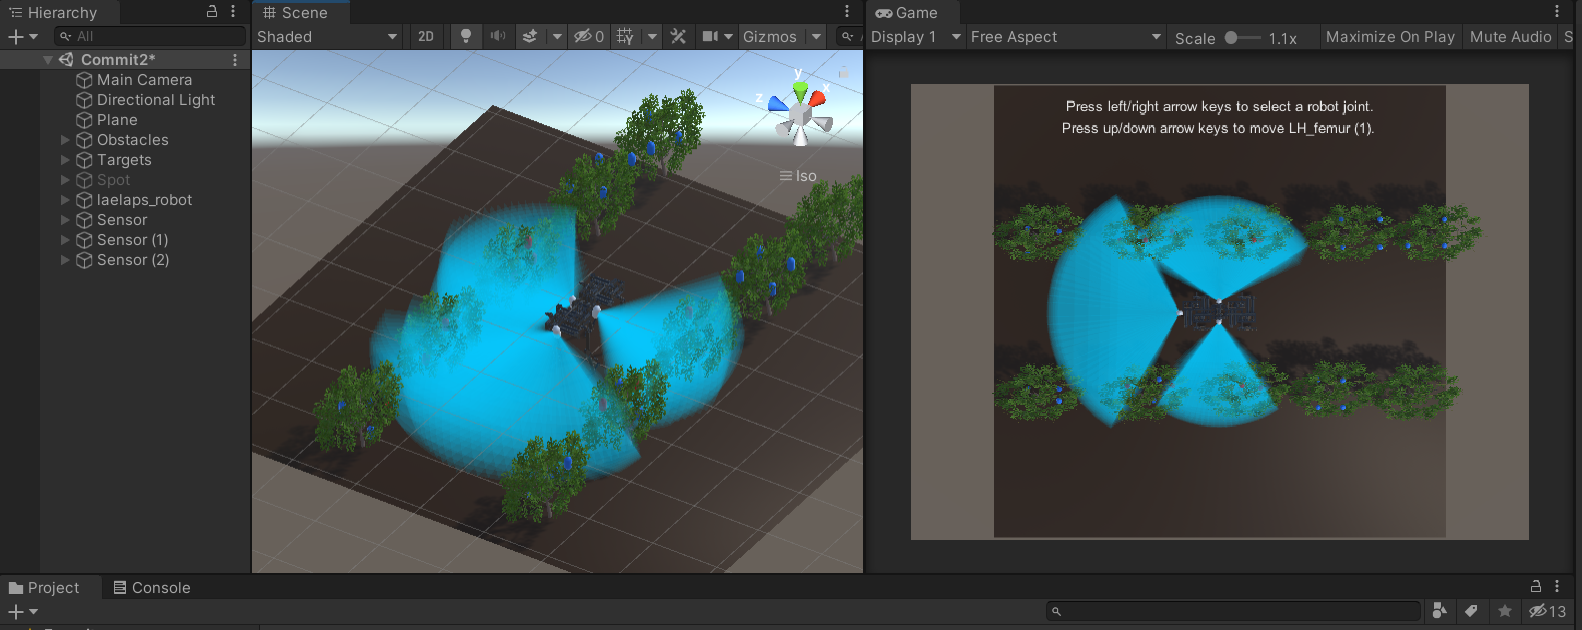 Hierarchy
All
Commit2*
Main Camera
Directional Light
Plane
Obstacles
Targets
Spot
laelaps_robot
Sensor
Sensor (1)
Sensor (2)
Scene
Shaded
2D
0
Gizmos
y
x
z
Iso
Game
Display 1
Free Aspect
Scale
1.1x
Maximize On Play
Mute Audio
S
Press left/right arrow keys to select a robot joint.
Press up/down arrow keys to move LH_femur (1).
Project
Console
13